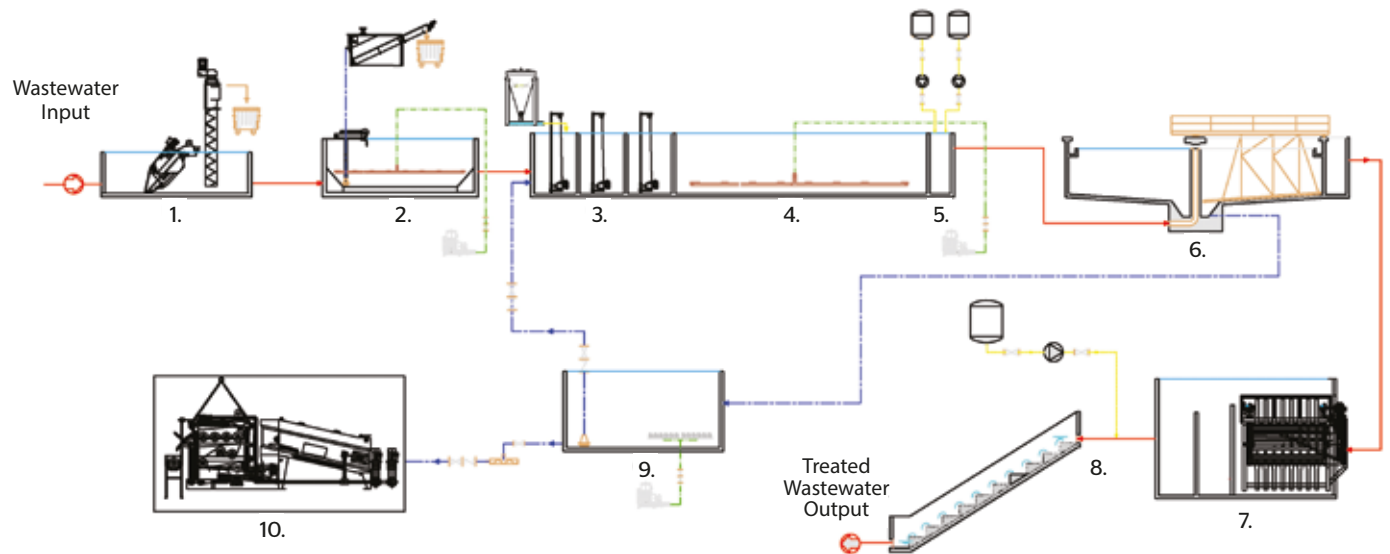 Wastewater
Input
1.
2.
3.
4.
5.
6.
7.
8.
9.
10.
Treated
Wastewater
Output